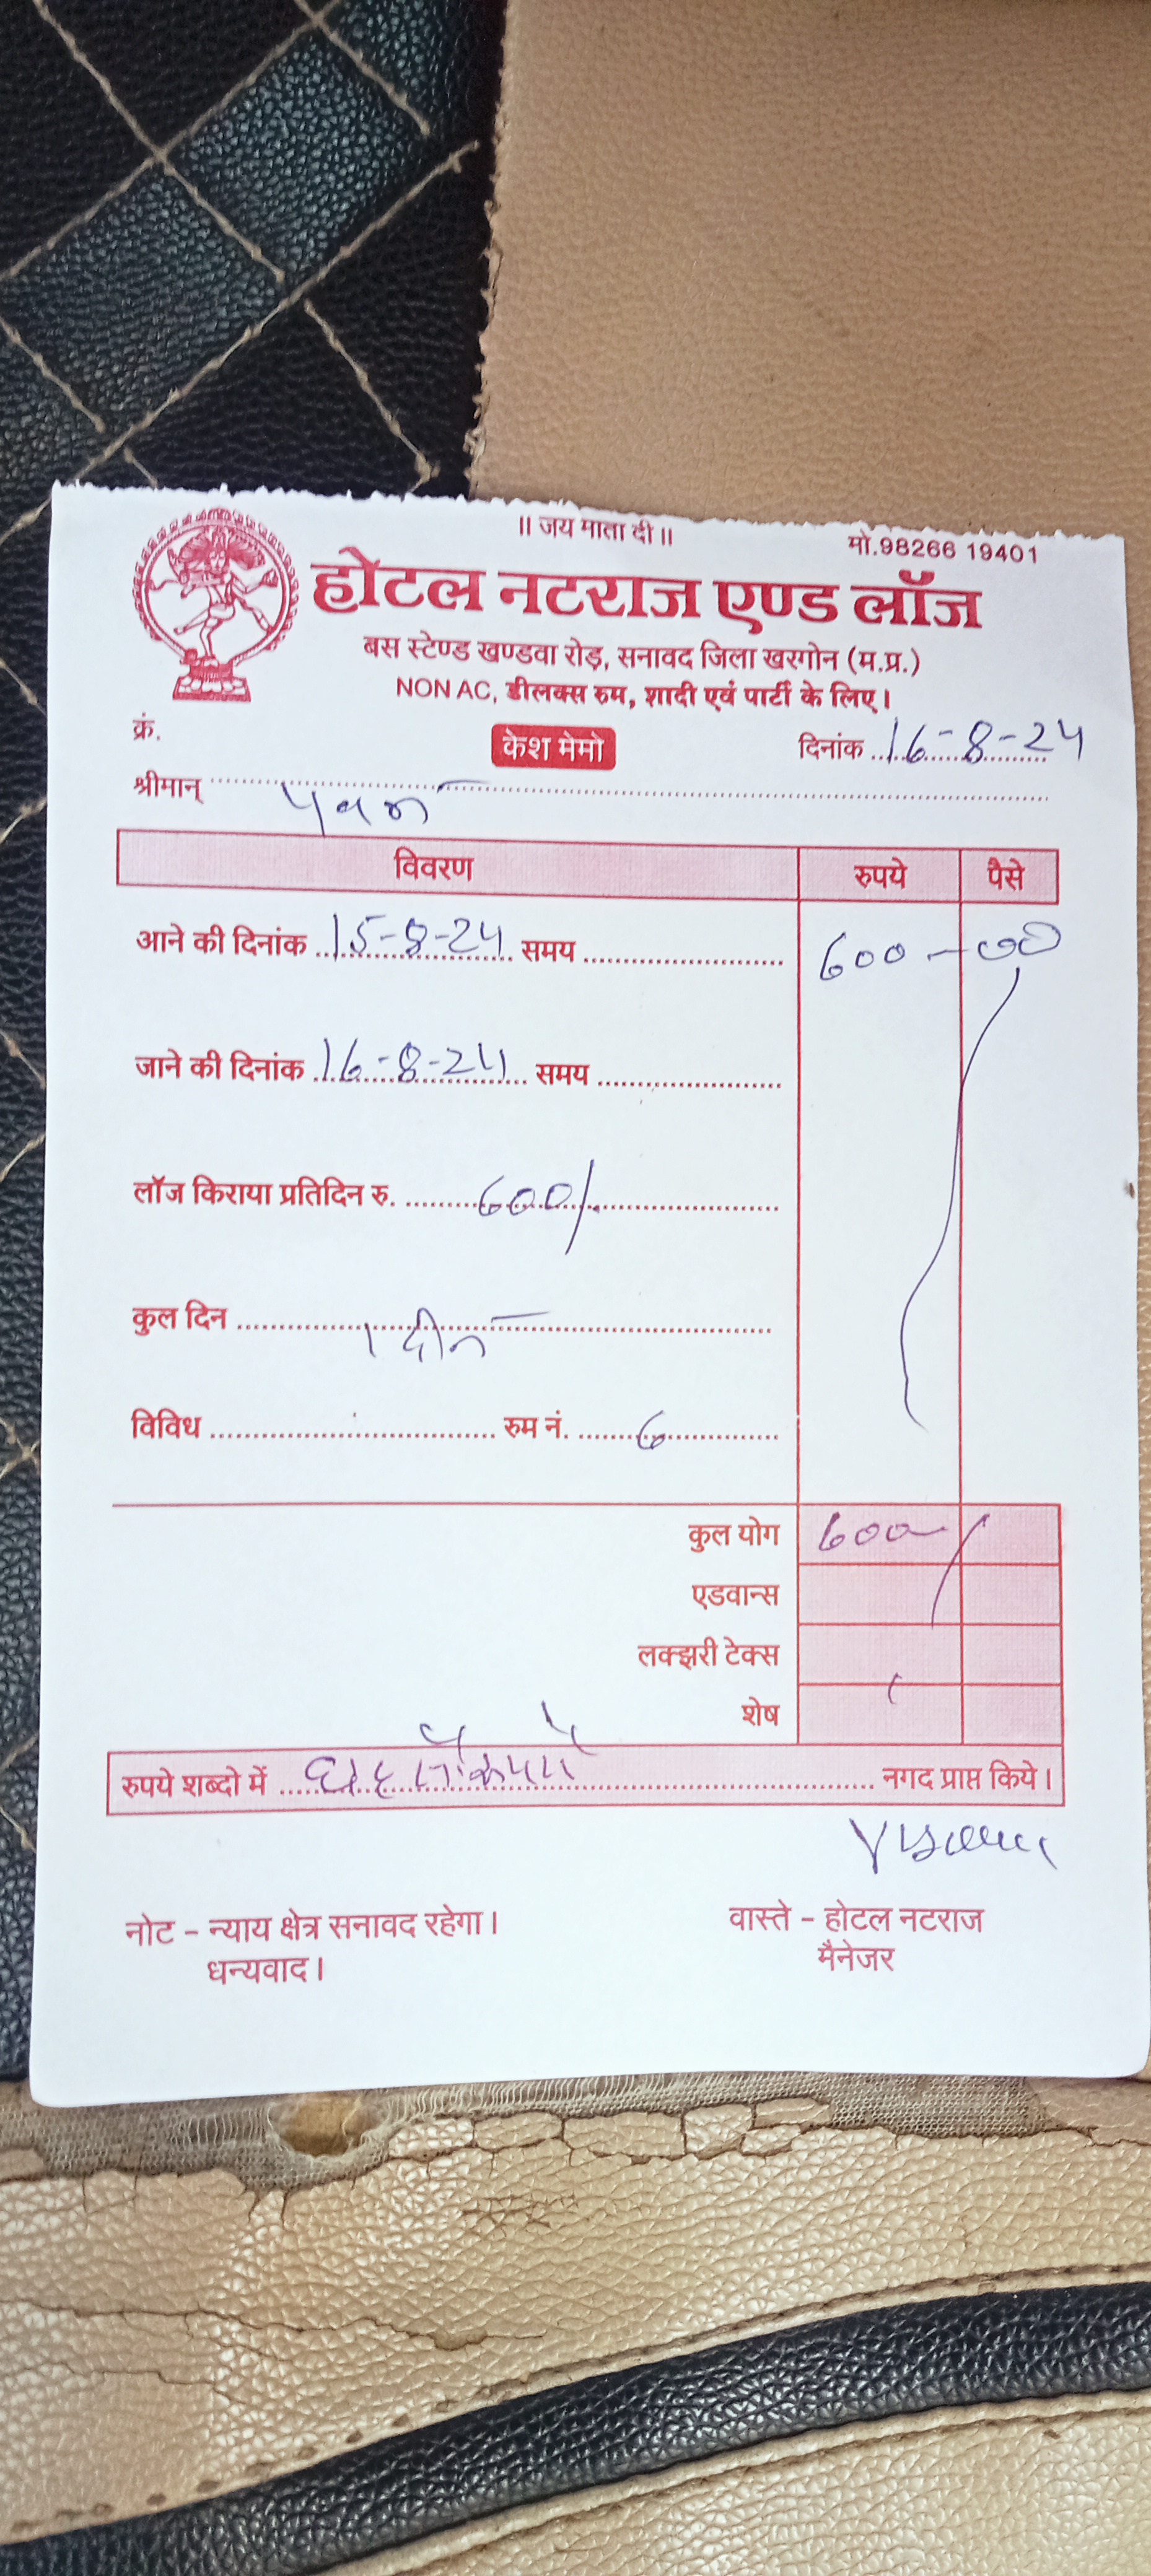 ॥ जय माता दी ॥
मो.98266 19401
होटल नटराज एण्ड लॉज
बस स्टेण्ड खण्डवा रोड़, सनावद जिला खरगोन (म.प्र.)
NON AC, डीलक्स रुम, शादी एवं पार्टी के लिए।
क्रं. केश मेमो दिनांक 16-8-24
श्रीमान् पवन
विवरण रुपये पैसे
आने की दिनांक 15-8-24 समय 600-00
जाने की दिनांक 16-8-24 समय
लॉज किराया प्रतिदिन रु. 600/-
कुल दिन 1 दीन
विविध रुम नं. 6
कुल योग 600/
एडवान्स
लक्झरी टेक्स
शेष
रुपये शब्दो में नगद प्राप्त किये।
नोट - न्याय क्षेत्र सनावद रहेगा। वास्ते - होटल नटराज
धन्यवाद। मैनेजर